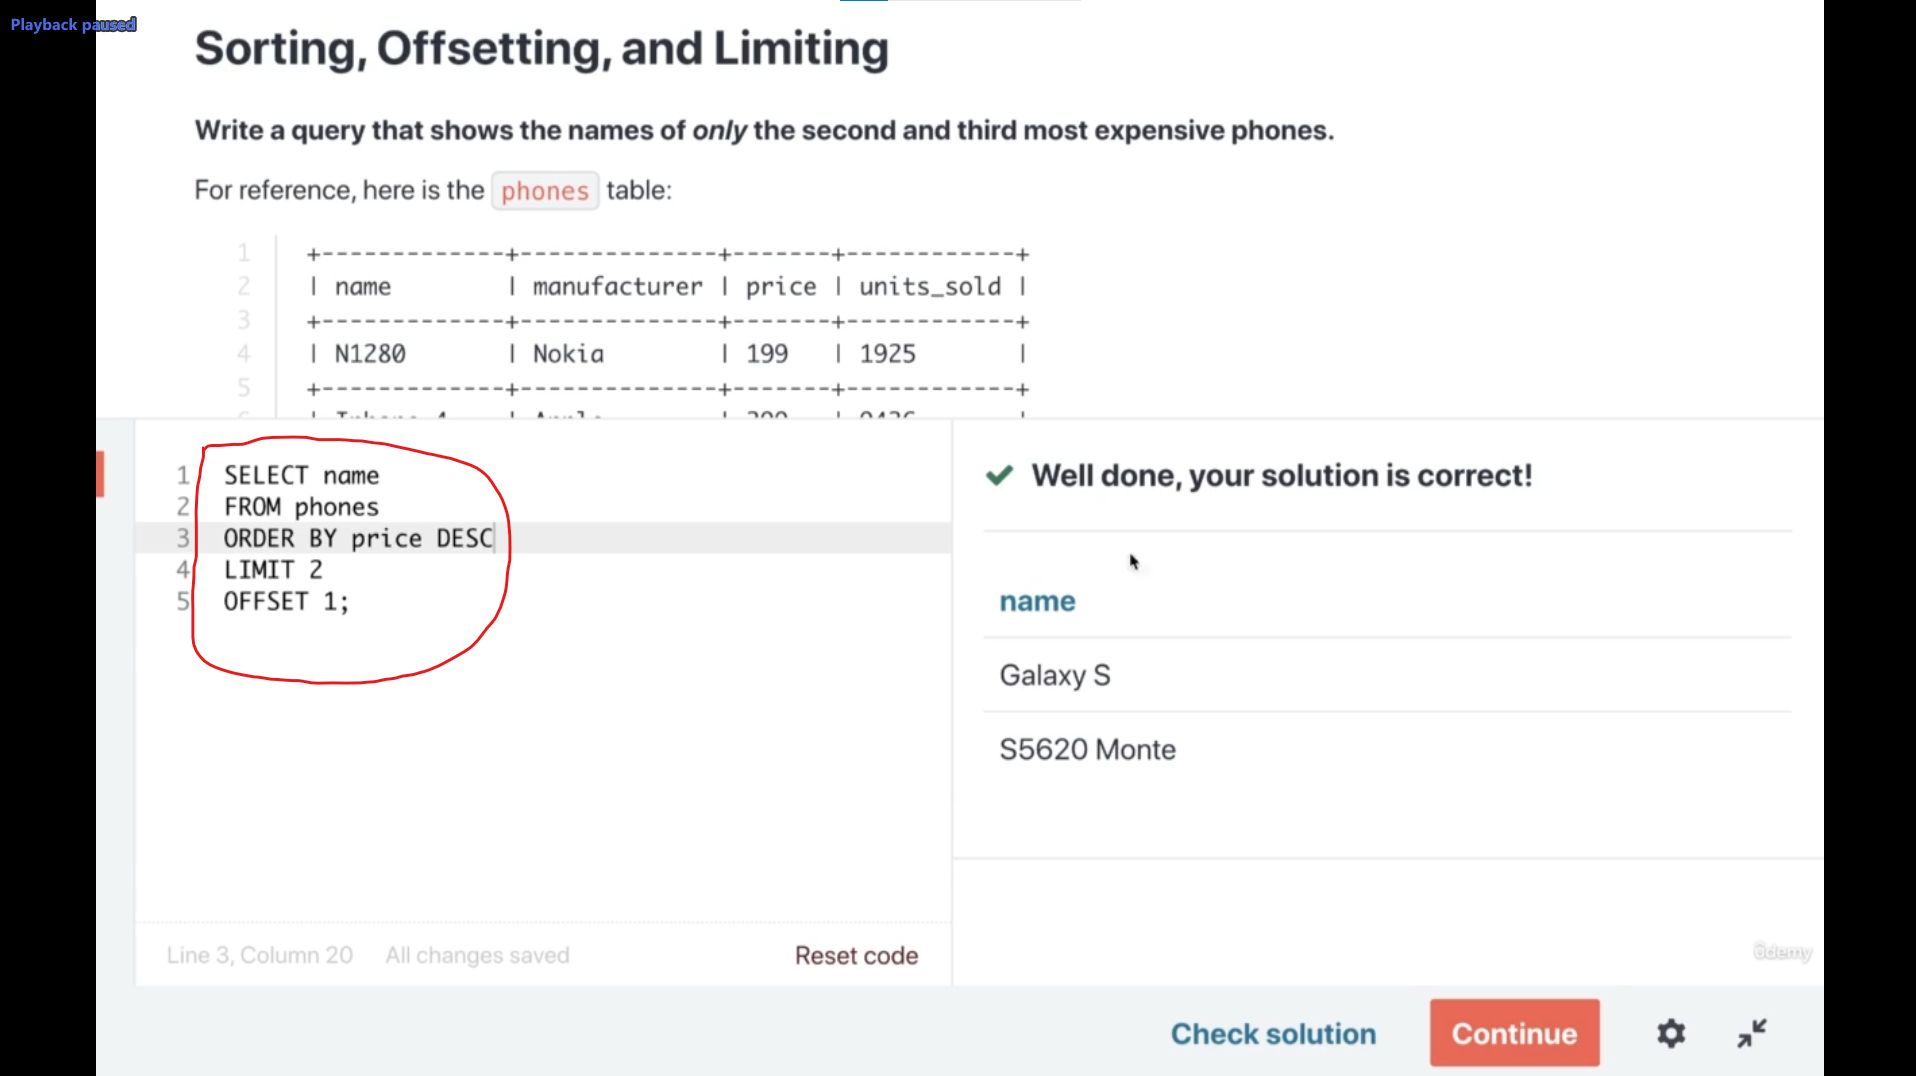 Playback paused
Sorting, Offsetting, and Limiting
Write a query that shows the names of only the second and third most expensive phones.
For reference, here is the phones table:
1 +-------------+--------------+-------+------------+
2 | name | manufacturer | price | units_sold |
3 +-------------+--------------+-------+------------+
4 | N1280 | Nokia | 199 | 1925 |
5 +-------------+--------------+-------+------------+
1 SELECT name
2 FROM phones
3 ORDER BY price DESC
4 LIMIT 2
5 OFFSET 1;
Well done, your solution is correct!
name
Galaxy S
S5620 Monte
Line 3, Column 20 All changes saved Reset code
ûdemy
Check solution Continue